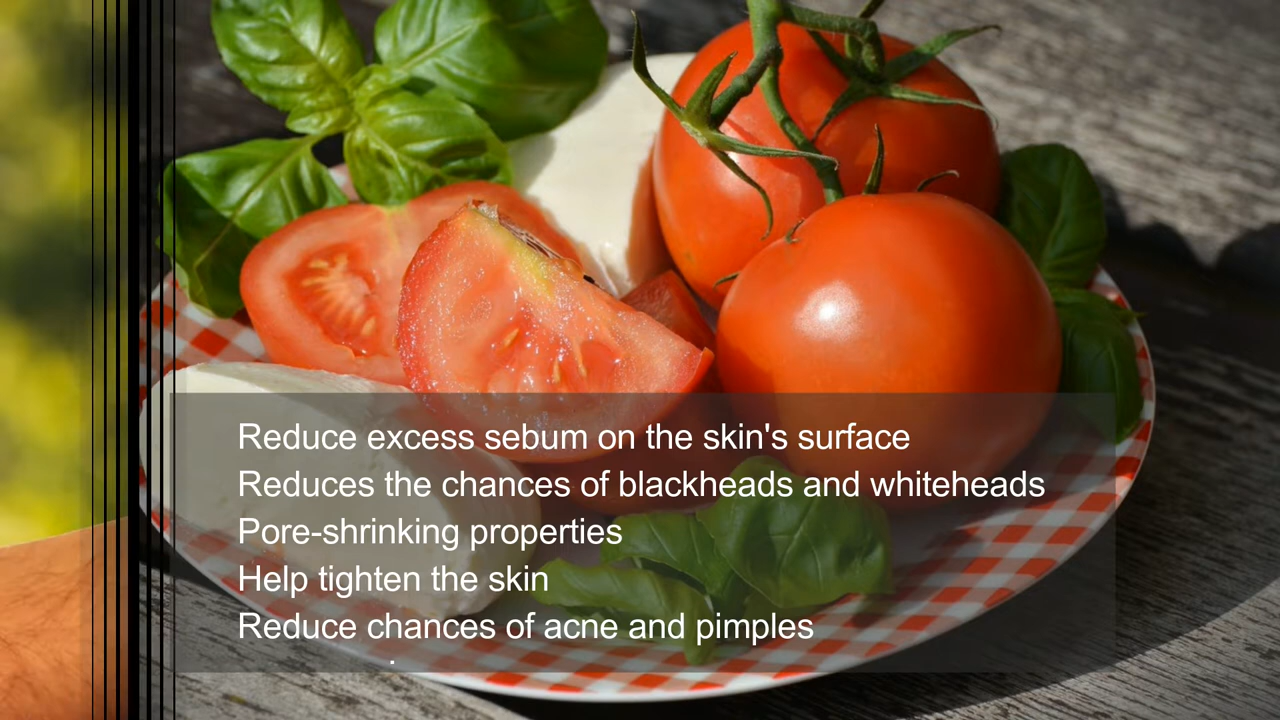 Reduce excess sebum on the skin's surface
Reduces the chances of blackheads and whiteheads
Pore-shrinking properties
Help tighten the skin
Reduce chances of acne and pimples